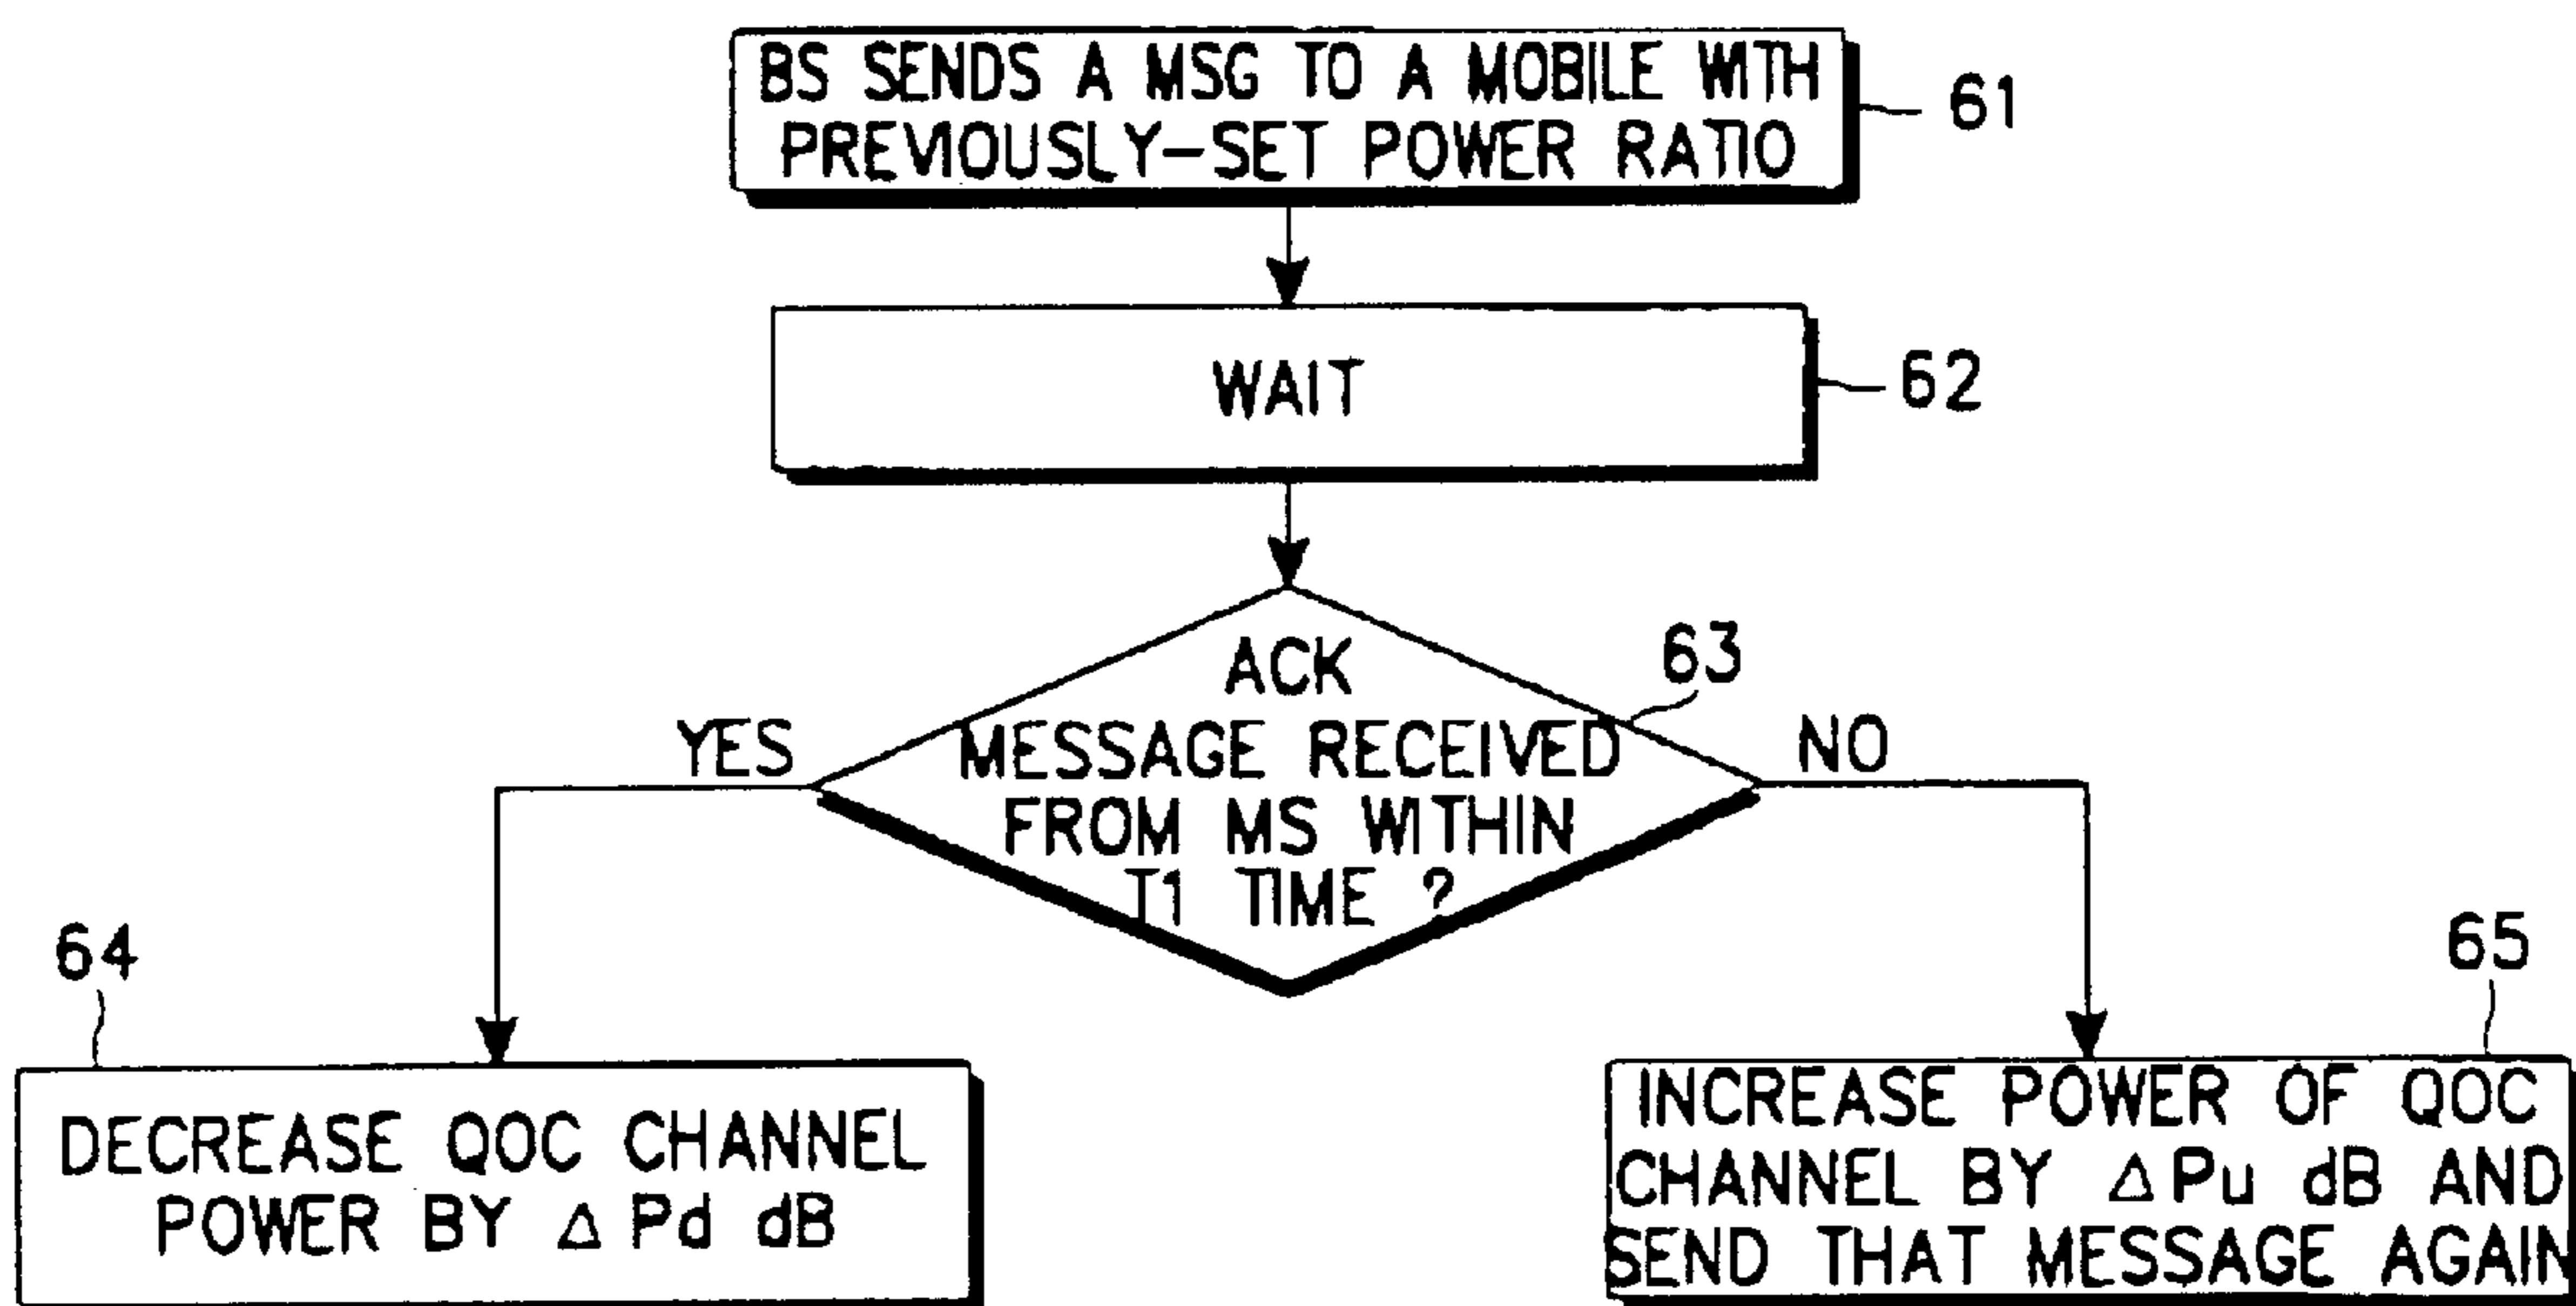 BS SENDS A MSG TO A MOBILE WITH
PREVIOUSLY-SET POWER RATIO
61
WAIT
62
ACK
MESSAGE RECEIVED
FROM MS WITHIN
T1 TIME ?
63
YES
NO
64
DECREASE QOC CHANNEL
POWER BY Δ Pd dB
65
INCREASE POWER OF QOC
CHANNEL BY Δ Pu dB AND
SEND THAT MESSAGE AGAIN